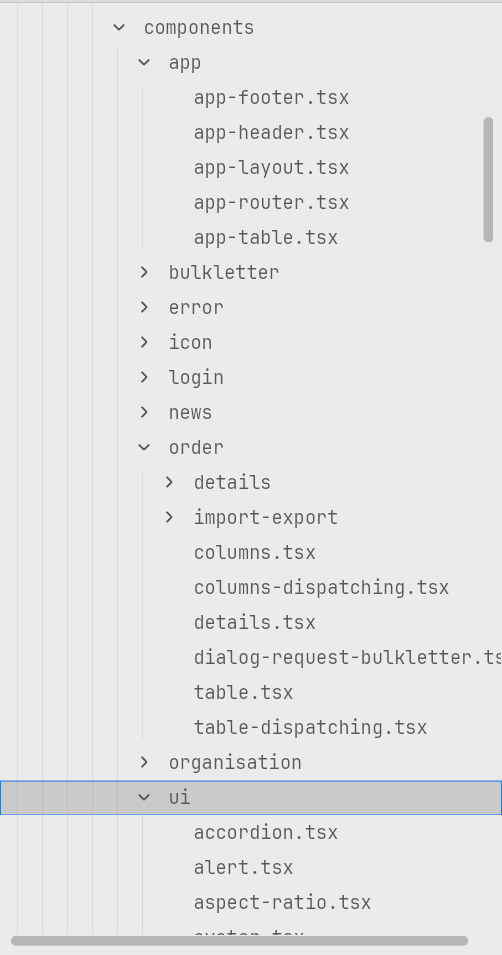 components
app
app-footer.tsx
app-header.tsx
app-layout.tsx
app-router.tsx
app-table.tsx
bulkletter
error
icon
login
news
order
details
import-export
columns.tsx
columns-dispatching.tsx
details.tsx
dialog-request-bulkletter.ts
table.tsx
table-dispatching.tsx
organisation
ui
accordion.tsx
alert.tsx
aspect-ratio.tsx